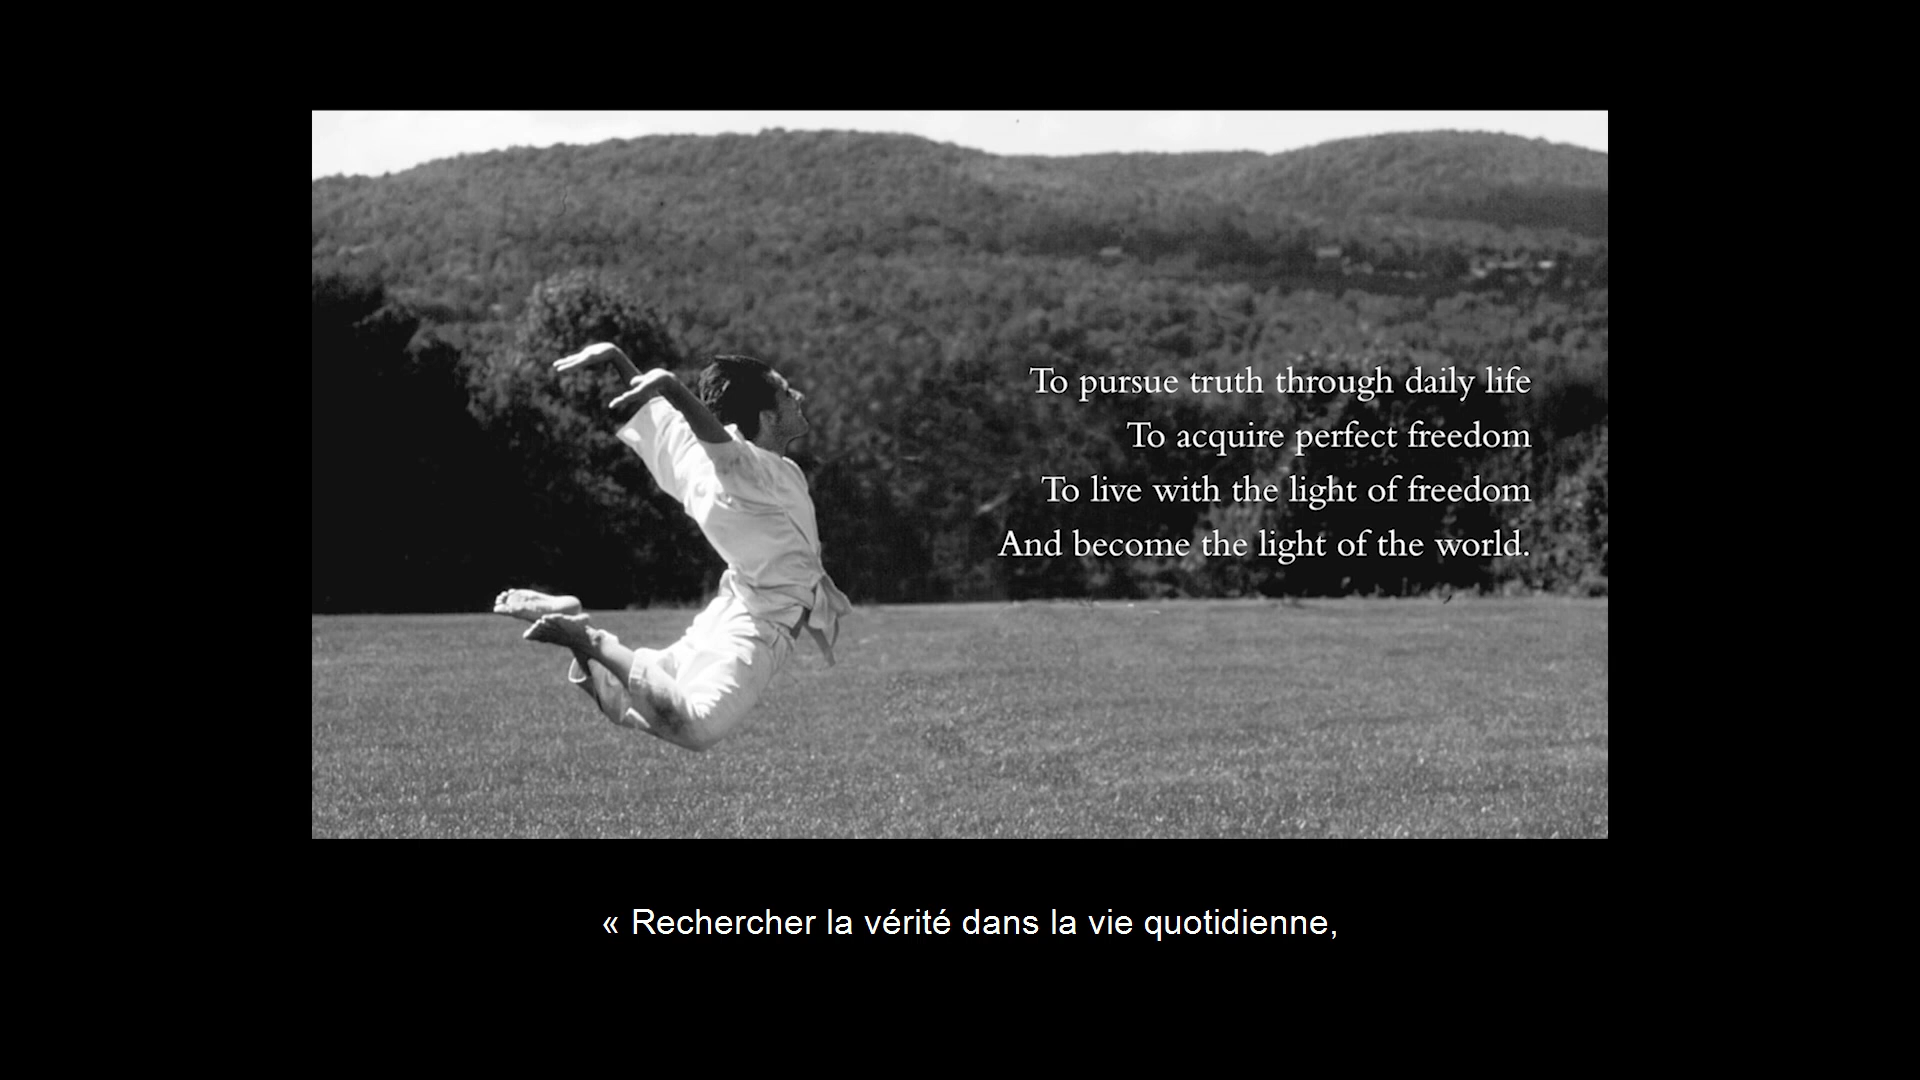 To pursue truth through daily life
To acquire perfect freedom
To live with the light of freedom
And become the light of the world.
« Rechercher la vérité dans la vie quotidienne,